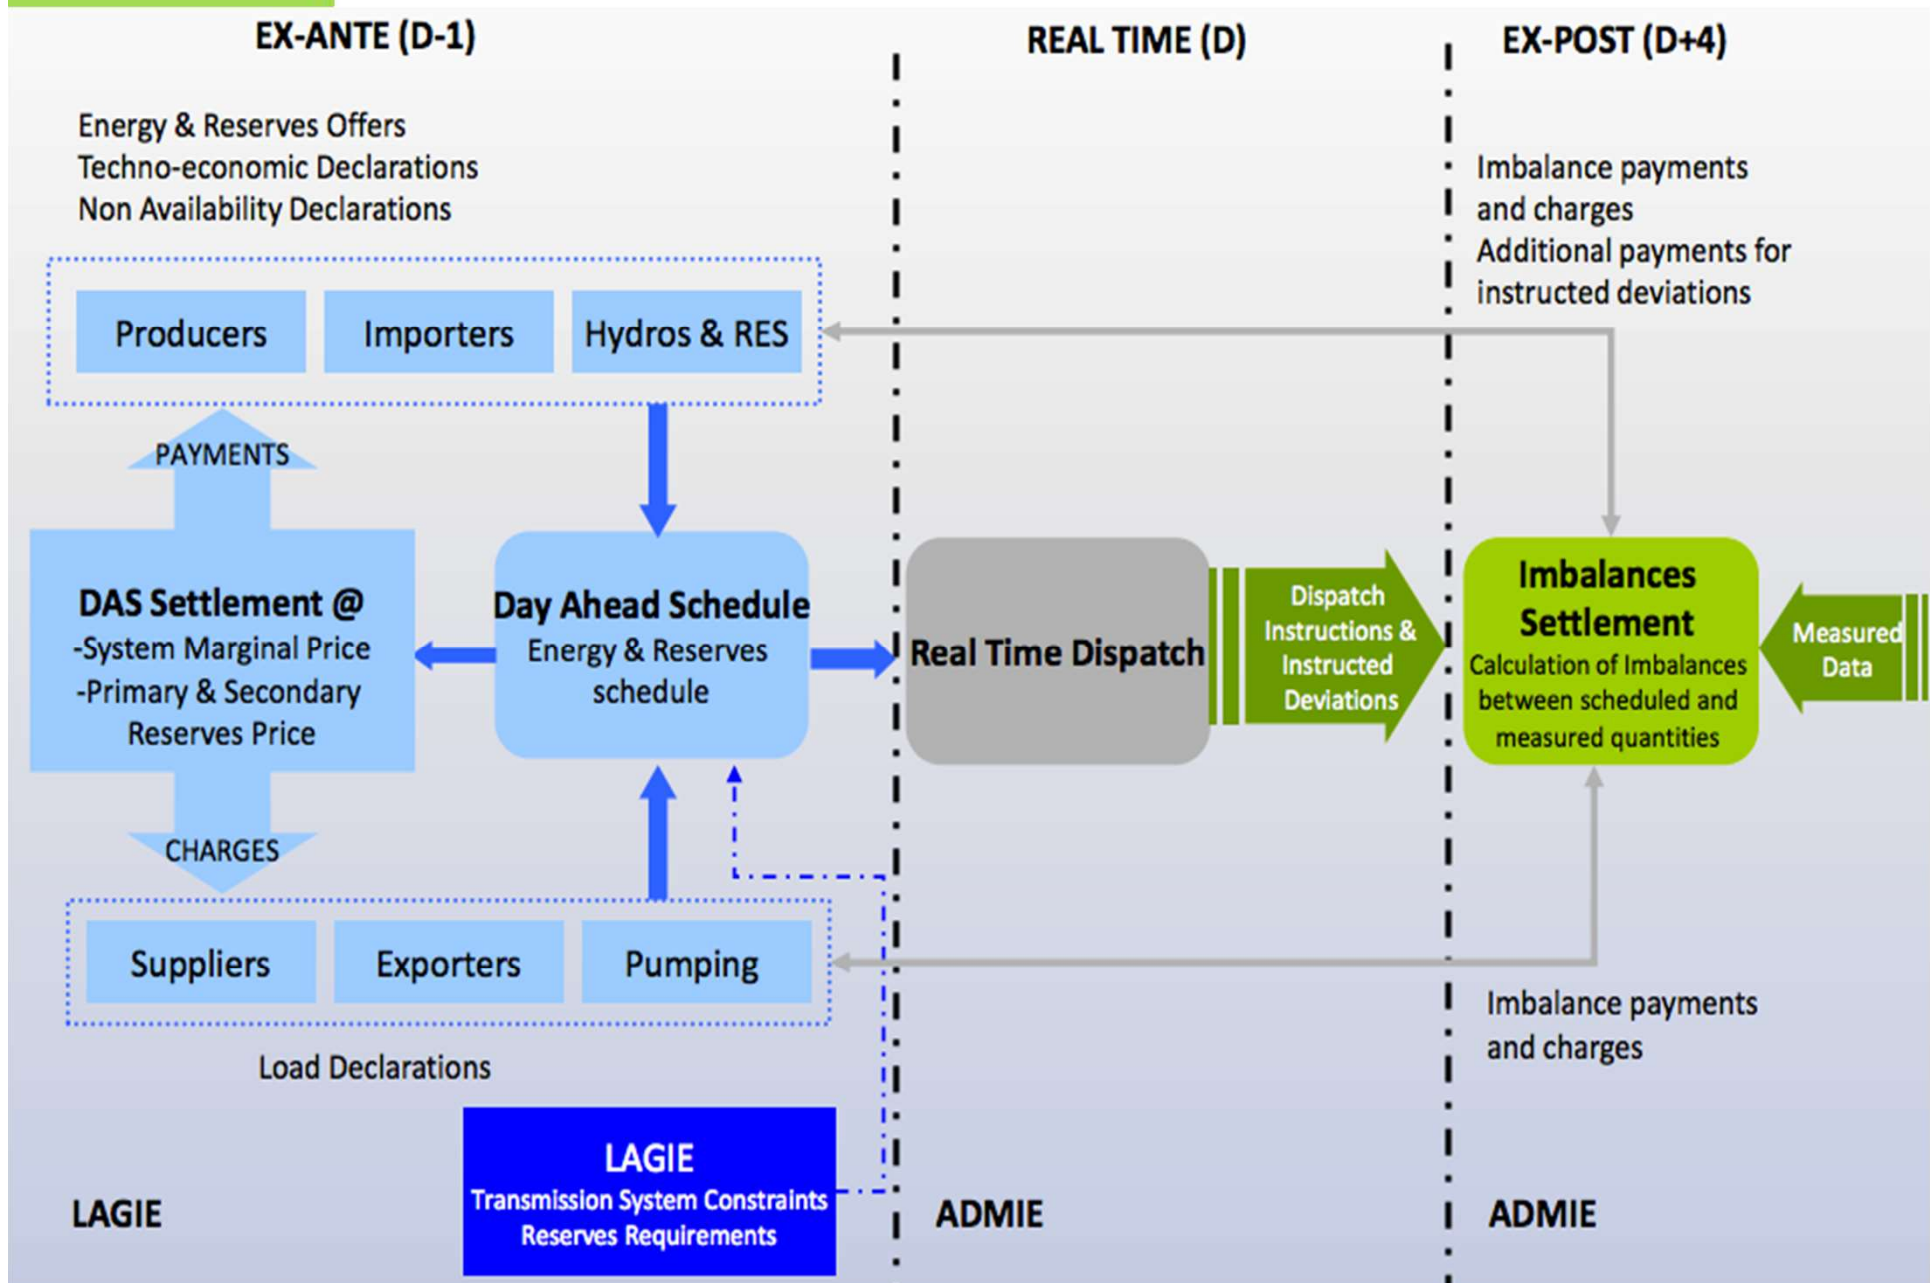 EX-ANTE (D-1)
REAL TIME (D)
EX-POST (D+4)
Energy & Reserves Offers
Techno-economic Declarations
Non Availability Declarations
Imbalance payments
and charges
Additional payments for
instructed deviations
Producers
Importers
Hydros & RES
PAYMENTS
DAS Settlement @
-System Marginal Price
-Primary & Secondary
Reserves Price
Day Ahead Schedule
Energy & Reserves
schedule
Real Time Dispatch
Dispatch
Instructions &
Instructed
Deviations
Imbalances
Settlement
Calculation of Imbalances
between scheduled and
measured quantities
Measured
Data
CHARGES
Suppliers
Exporters
Pumping
Imbalance payments
and charges
Load Declarations
LAGIE
Transmission System Constraints
Reserves Requirements
LAGIE
ADMIE
ADMIE